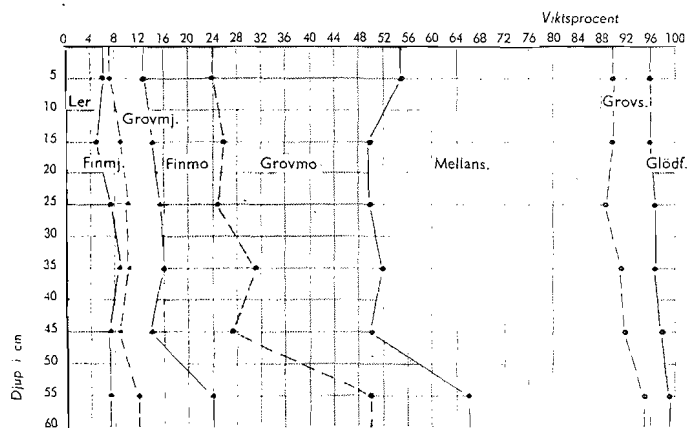 Viktsprocent
0 4 8 12 16 20 24 28 32 36 40 44 48 52 56 60 64 68 72 76 80 84 88 92 96 100
5
10
Ler
Grovs.
Grovmj.
15
Finmj.
Finmo
Grovmo
Mellans.
Glödf.
20
25
30
35
40
45
50
55
60
Djup i cm